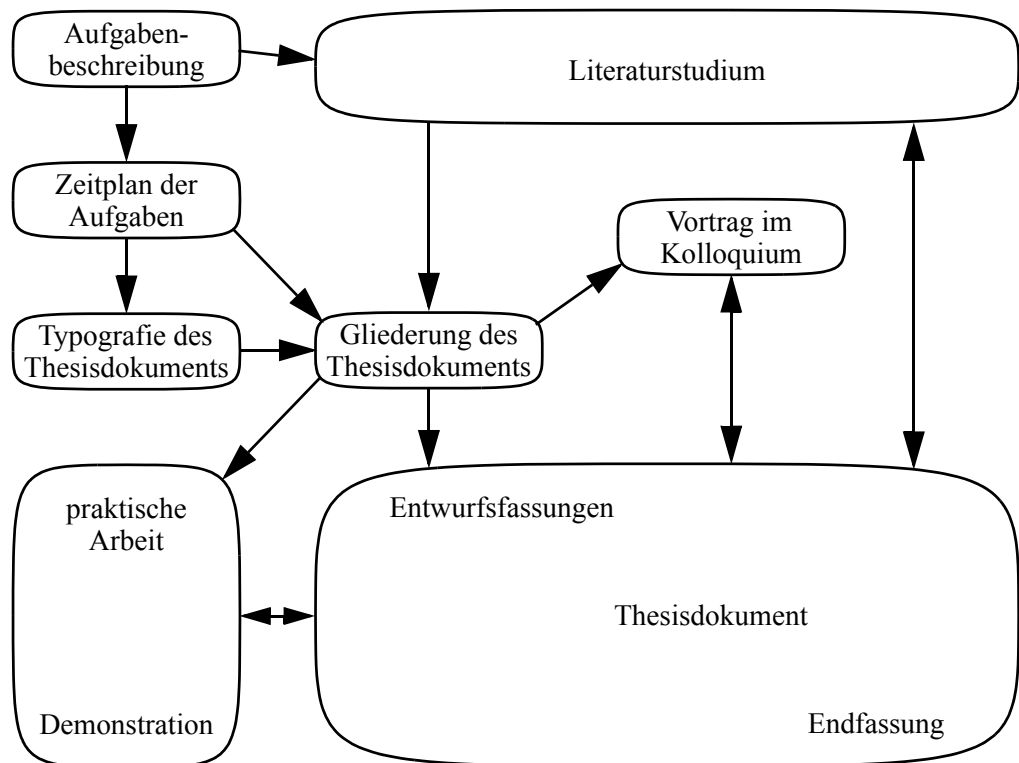 Aufgaben-
beschreibung
Literaturstudium
Zeitplan der
Aufgaben
Vortrag im
Kolloquium
Typografie des
Thesisdokuments
Gliederung des
Thesisdokuments
praktische
Arbeit
Entwurfsfassungen
Thesisdokument
Demonstration
Endfassung